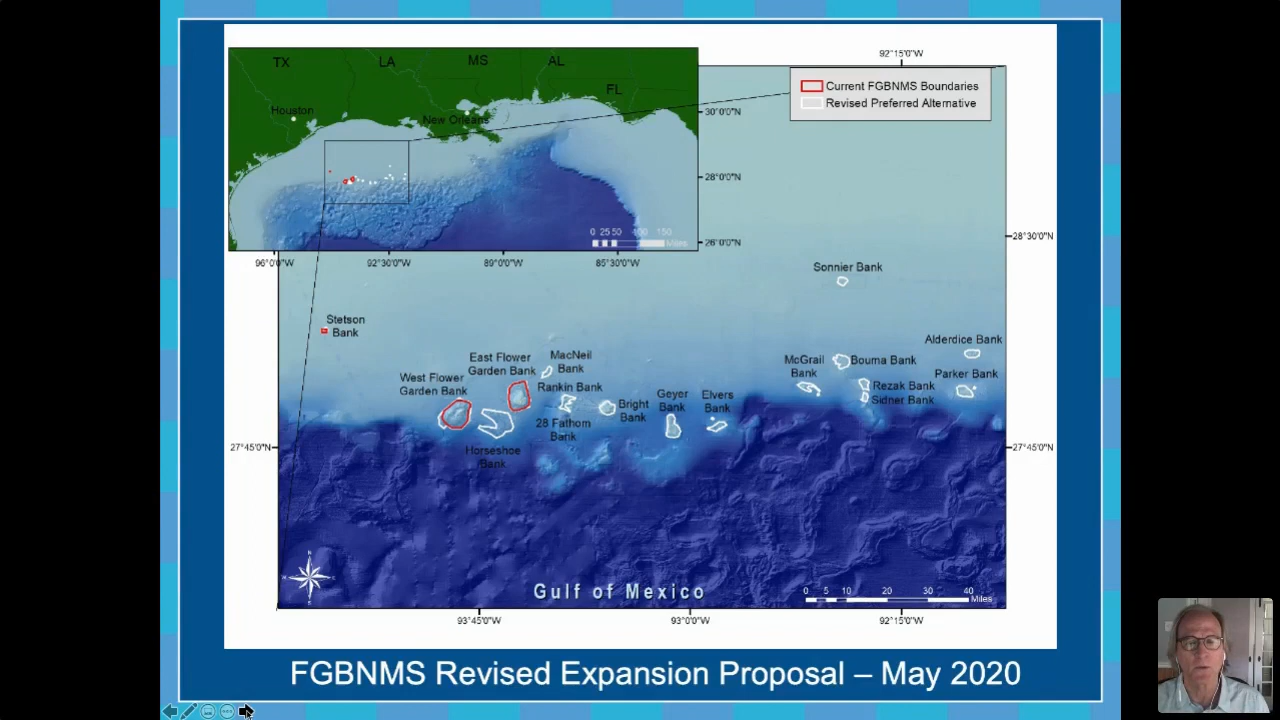 TX
LA
MS
AL
FL
Houston
New Orleans
0 25 50 100 150
Miles
96°0'0"W
92°30'0"W
89°0'0"W
85°30'0"W
30°0'0"N
28°0'0"N
26°0'0"N
92°15'0"W
Current FGBNMS Boundaries
Revised Preferred Alternative
28°30'0"N
28°30'0"N
Sonnier Bank
Stetson
Bank
East Flower
Garden Bank
MacNeil
Bank
West Flower
Garden Bank
Rankin Bank
28 Fathom
Bank
Bright
Bank
Geyer
Bank
Elvers
Bank
McGrail
Bank
Bouma Bank
Rezak Bank
Sidner Bank
Alderdice Bank
Parker Bank
Horseshoe
Bank
27°45'0"N
27°45'0"N
N
Gulf of Mexico
0 5 10 20 30 40
Miles
93°45'0"W
93°0'0"W
92°15'0"W
FGBNMS Revised Expansion Proposal – May 2020